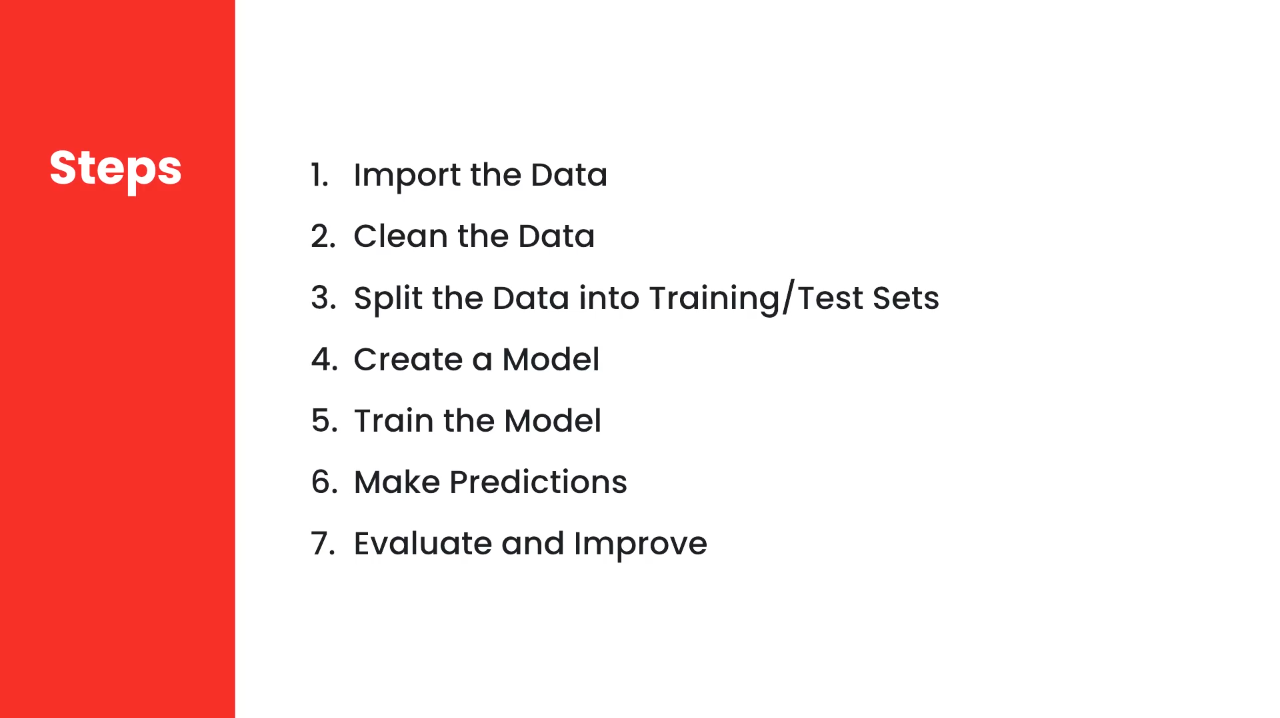 Steps
1. Import the Data
2. Clean the Data
3. Split the Data into Training/Test Sets
4. Create a Model
5. Train the Model
6. Make Predictions
7. Evaluate and Improve